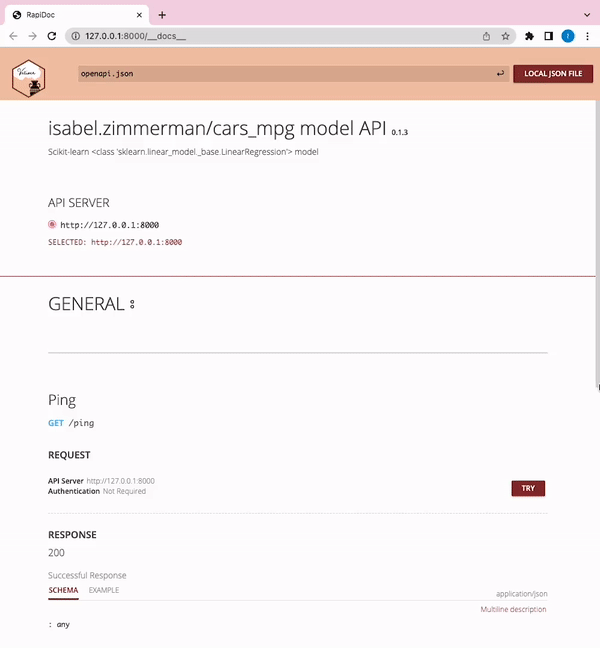 RapiDoc
127.0.0.1:8000/__docs__
Vetiver
openapi.json
LOCAL JSON FILE
isabel.zimmerman/cars_mpg model API 0.1.3
Scikit-learn <class 'sklearn.linear_model._base.LinearRegression'> model
API SERVER
http://127.0.0.1:8000
SELECTED: http://127.0.0.1:8000
GENERAL
Ping
GET /ping
REQUEST
API Server http://127.0.0.1:8000
Authentication Not Required
TRY
RESPONSE
200
Successful Response
SCHEMA EXAMPLE
application/json
Multiline description
: any